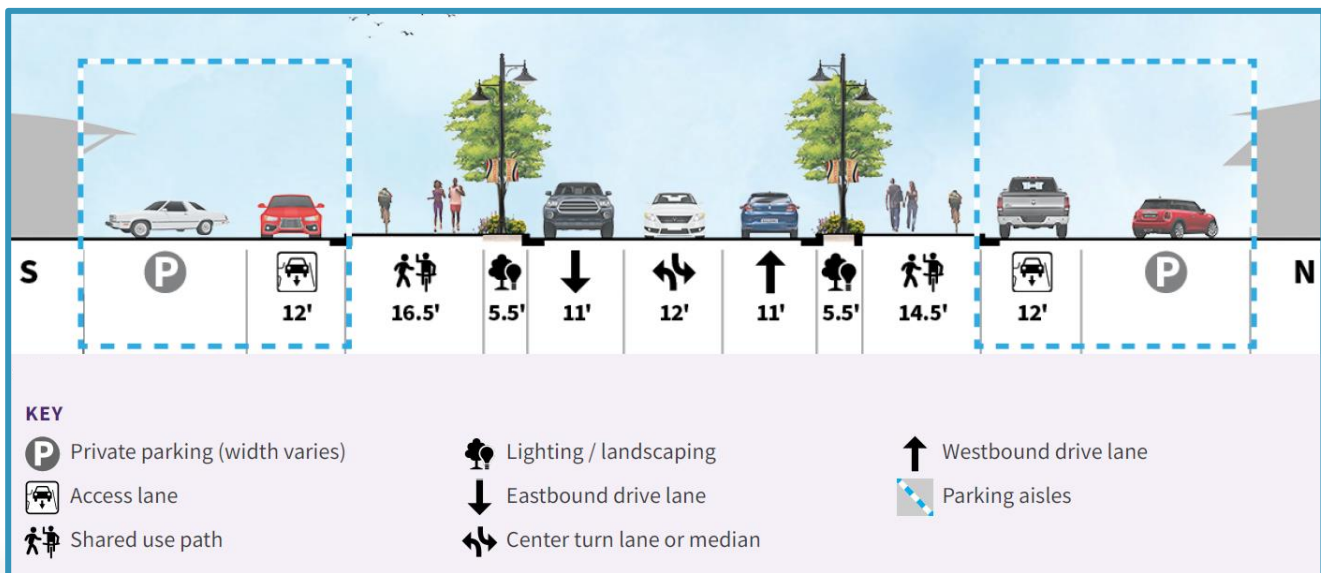 S
P
12'
16.5'
5.5'
11'
12'
11'
5.5'
14.5'
12'
P
N
KEY
P Private parking (width varies)
Access lane
Shared use path
Lighting / landscaping
Eastbound drive lane
Center turn lane or median
Westbound drive lane
Parking aisles